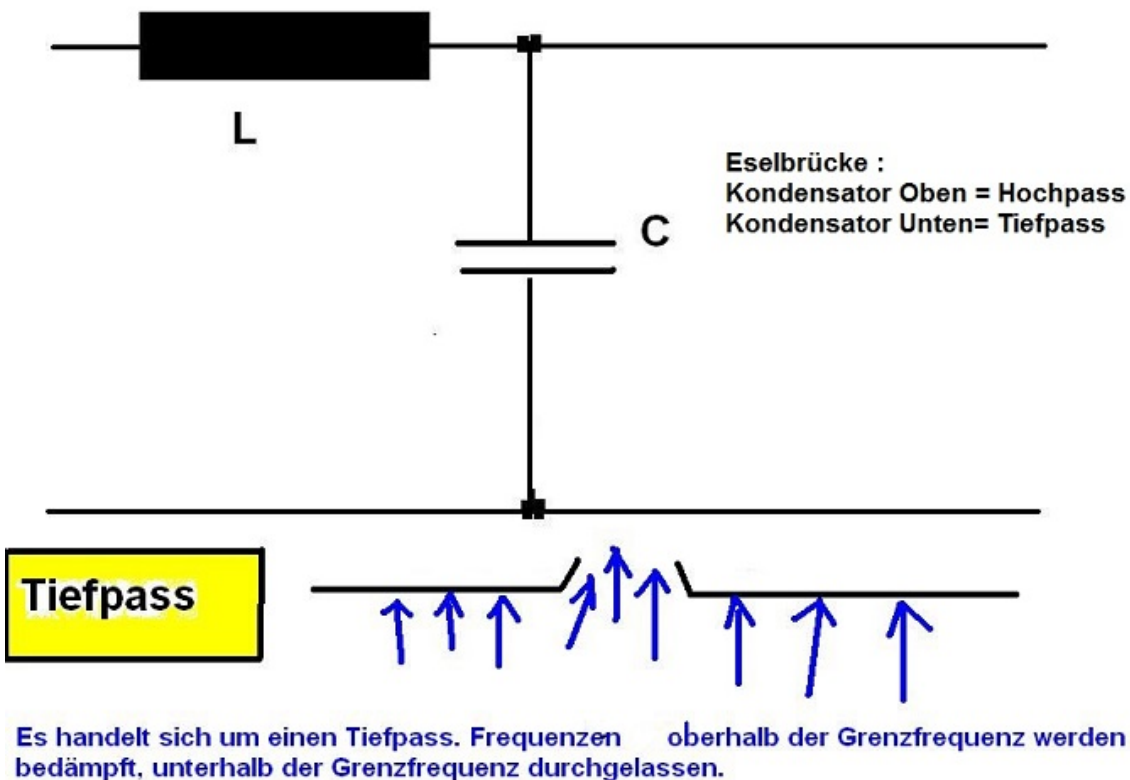 L
Eselbrücke :
Kondensator Oben = Hochpass
Kondensator Unten= Tiefpass
C
Tiefpass
Es handelt sich um einen Tiefpass. Frequenzen oberhalb der Grenzfrequenz werden
bedämpft, unterhalb der Grenzfrequenz durchgelassen.